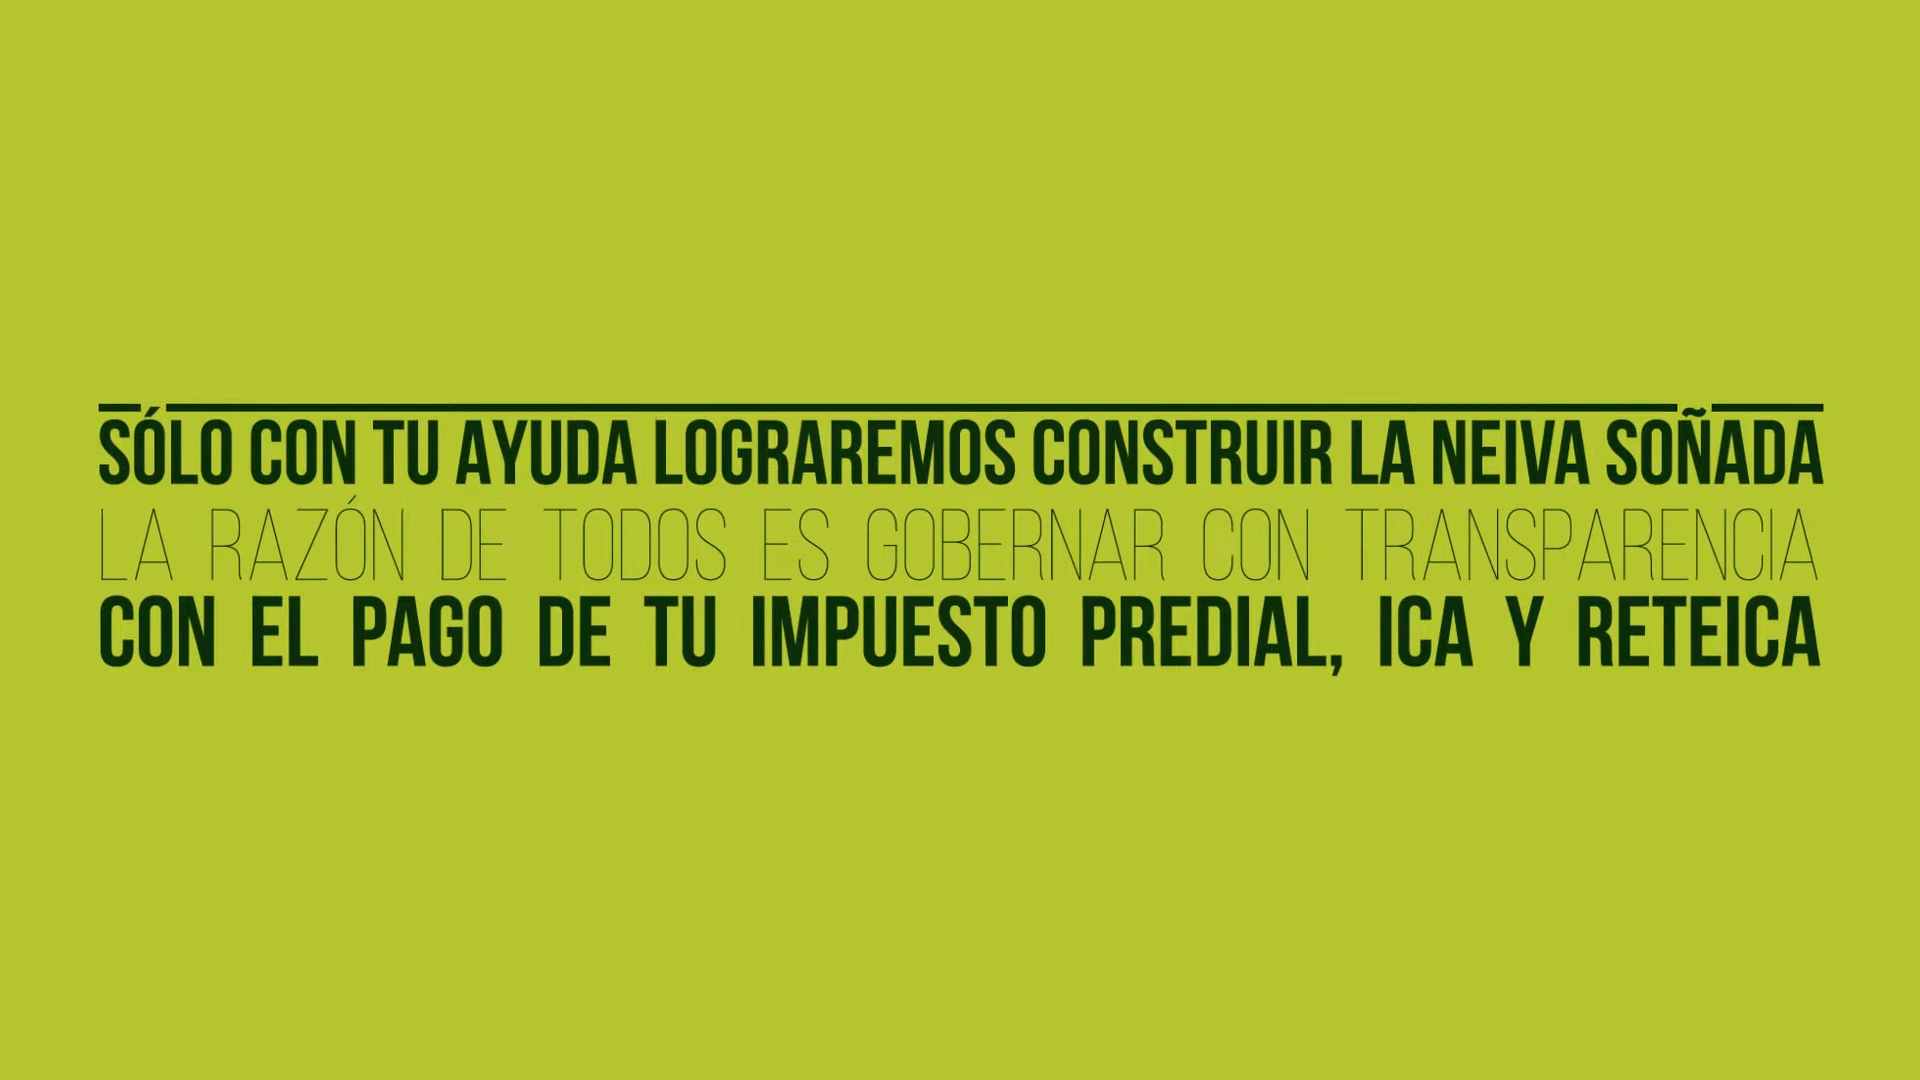 SÓLO CON TU AYUDA LOGRAREMOS CONSTRUIR LA NEIVA SOÑADA
LA RAZÓN DE TODOS ES GOBERNAR CON TRANSPARENCIA
CON EL PAGO DE TU IMPUESTO PREDIAL, ICA Y RETEICA